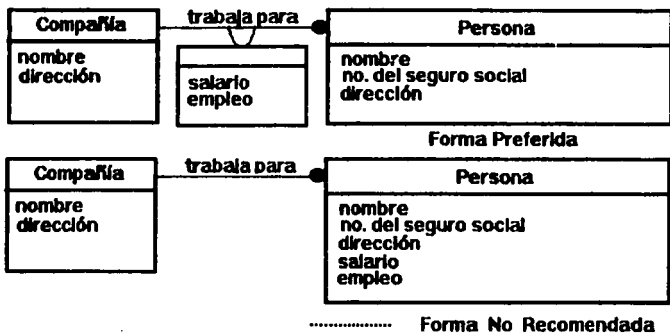 Compañía
nombre
dirección
trabaja para
salario
empleo
Persona
nombre
no. del seguro social
dirección
Forma Preferida
Compañía
nombre
dirección
trabaja para
Persona
nombre
no. del seguro social
dirección
salario
empleo
Forma No Recomendada